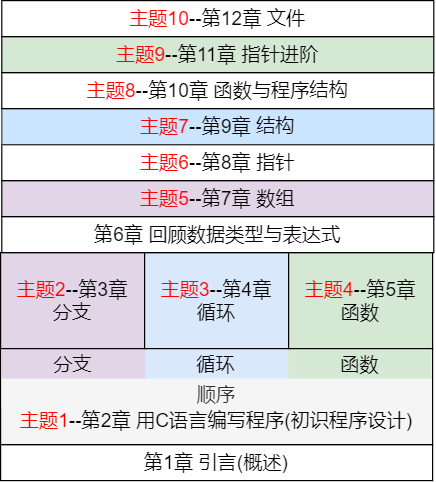 主题10--第12章 文件
主题9--第11章 指针进阶
主题8--第10章 函数与程序结构
主题7--第9章 结构
主题6--第8章 指针
主题5--第7章 数组
第6章 回顾数据类型与表达式
主题2--第3章
分支
主题3--第4章
循环
主题4--第5章
函数
分支
循环
函数
顺序
主题1--第2章 用C语言编写程序(初识程序设计)
第1章 引言(概述)